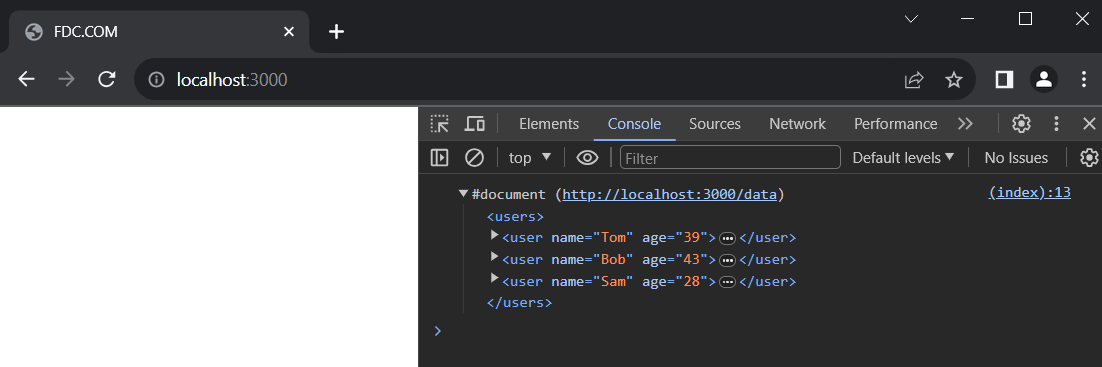 FDC.COM
localhost:3000
Elements Console Sources Network Performance
top Filter Default levels No Issues
#document (http://localhost:3000/data) (index):13
<users>
<user name="Tom" age="39">…</user>
<user name="Bob" age="43">…</user>
<user name="Sam" age="28">…</user>
</users>